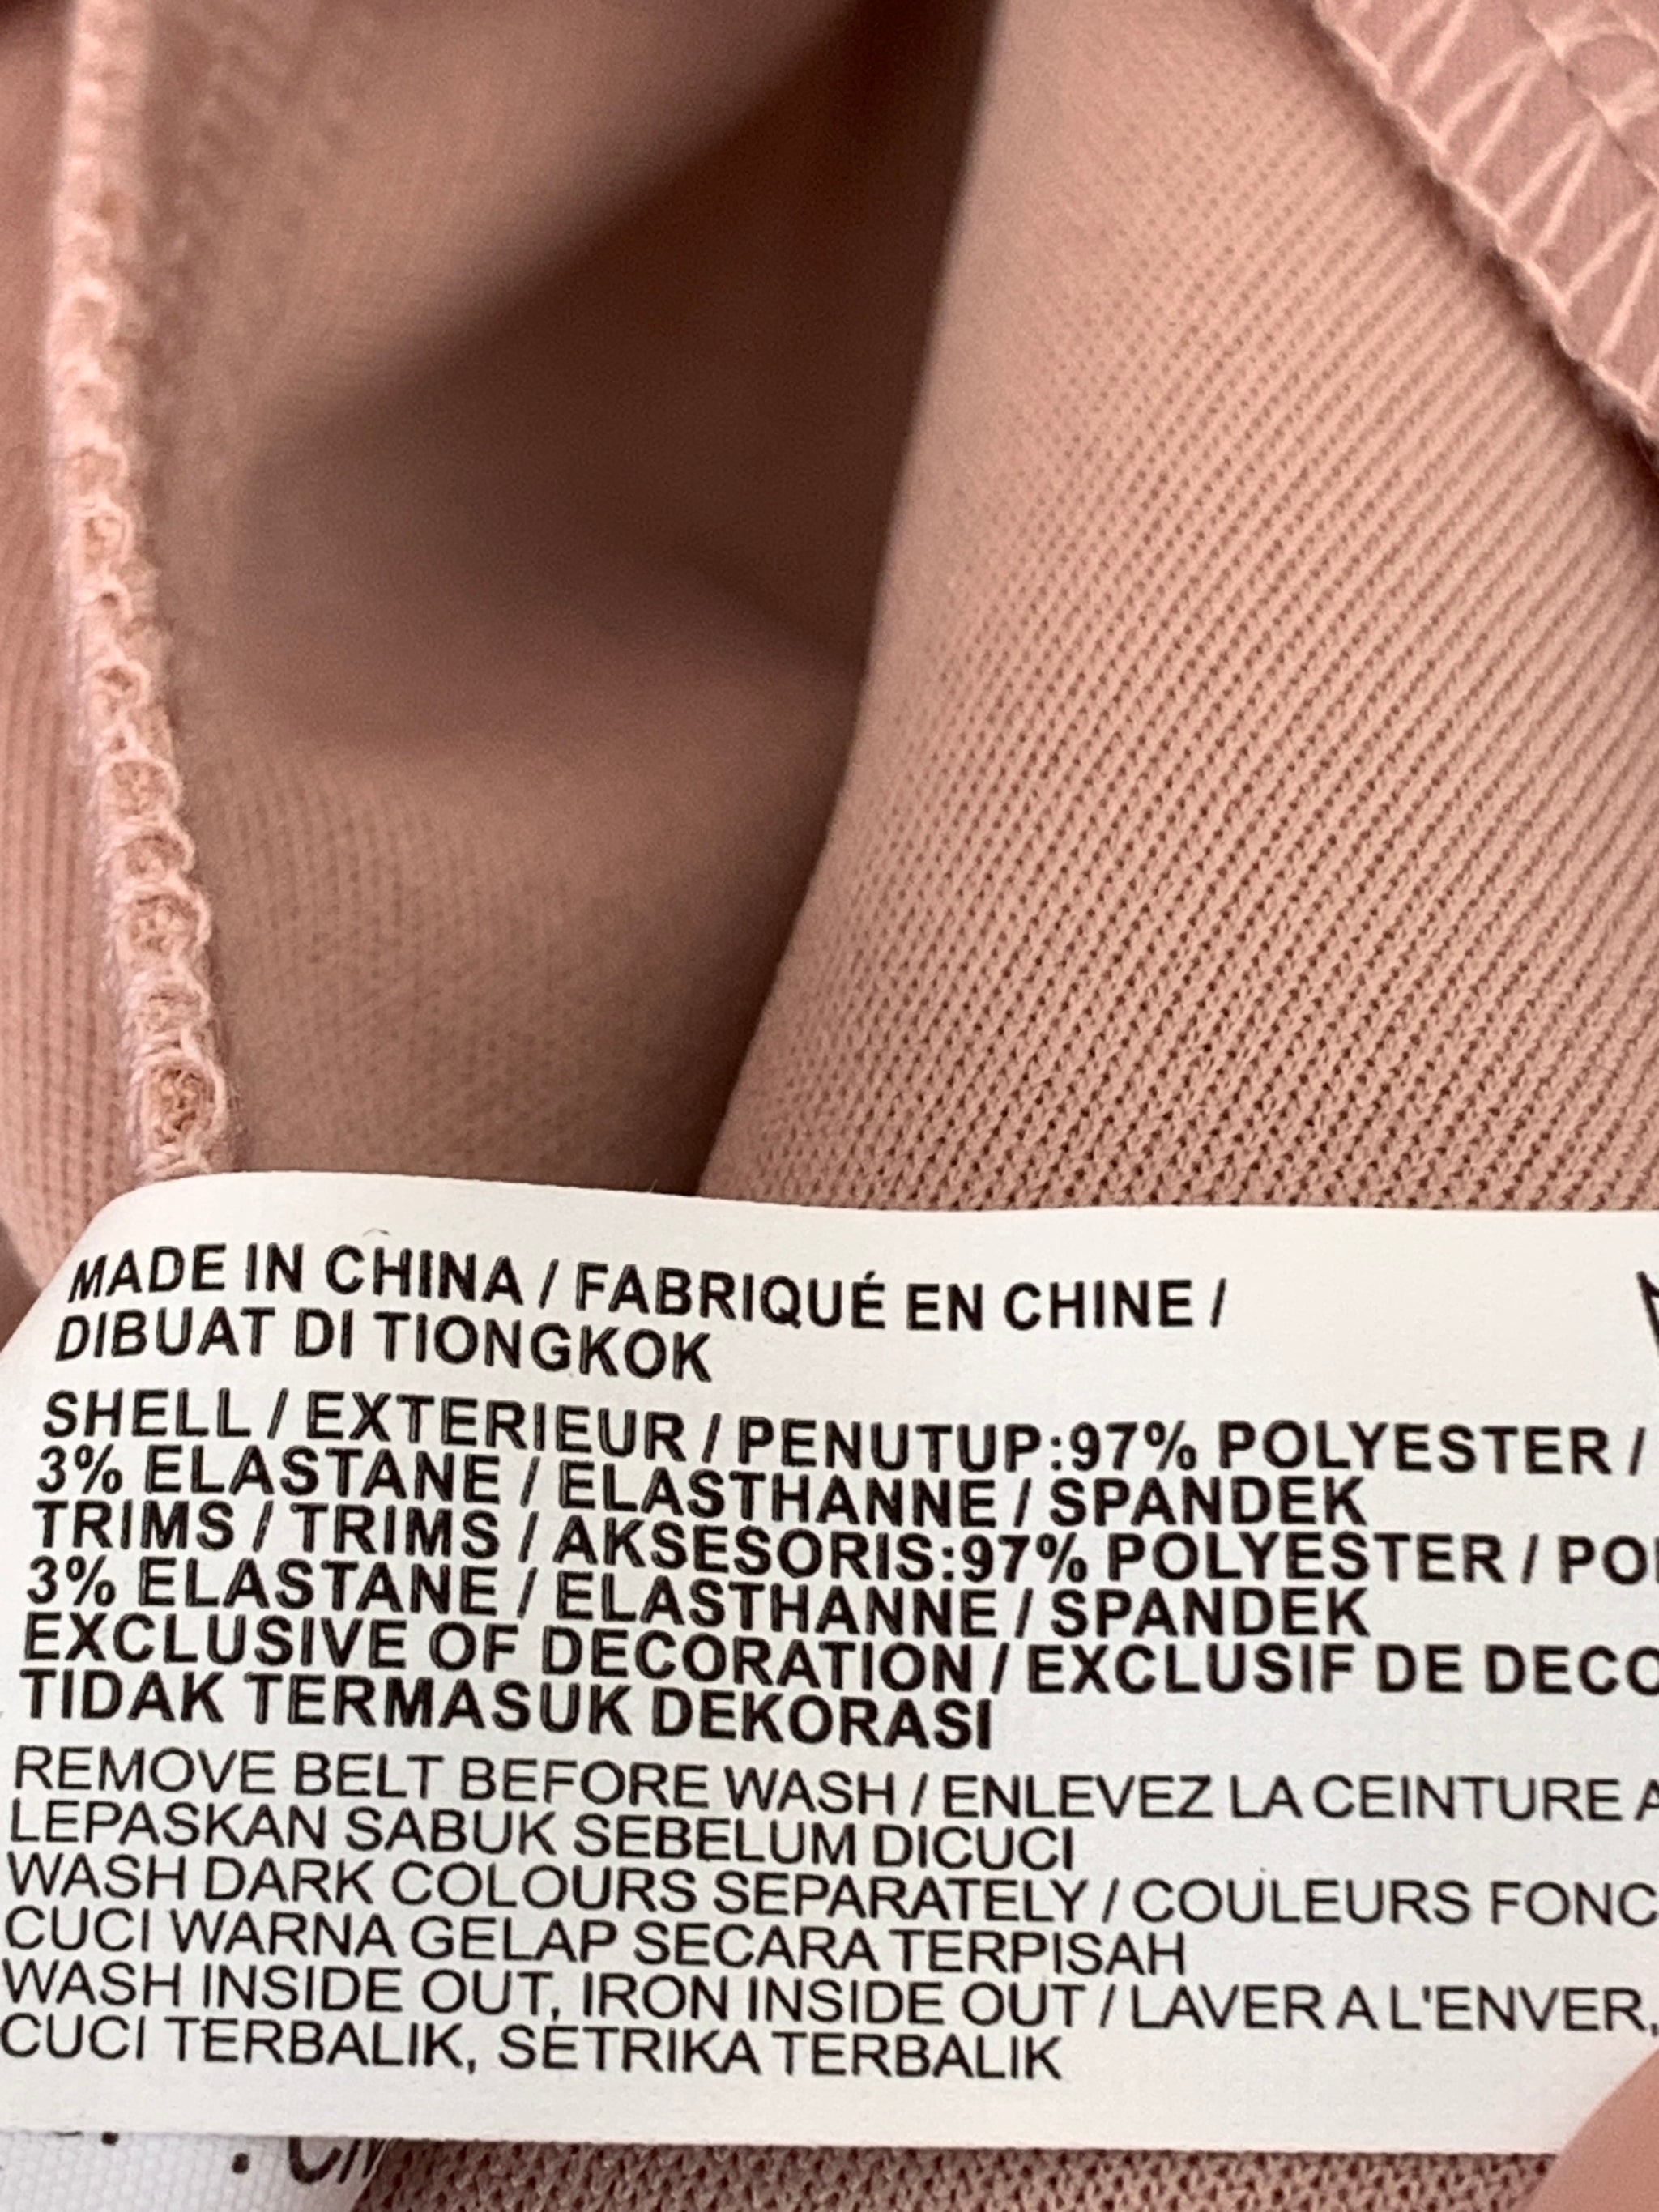 MADE IN CHINA / FABRIQUÉ EN CHINE /
DIBUAT DI TIONGKOK
SHELL / EXTERIEUR / PENUTUP:97% POLYESTER /
3% ELASTANE / ELASTHANNE / SPANDEK
TRIMS / TRIMS / AKSESORIS:97% POLYESTER /
3% ELASTANE / ELASTHANNE / SPANDEK
EXCLUSIVE OF DECORATION / EXCLUSIF DE
TIDAK TERMASUK DEKORASI
REMOVE BELT BEFORE WASH / ENLEVEZ LA CEINTURE
LEPASKAN SABUK SEBELUM DICUCI
WASH DARK COLOURS SEPARATELY / COULEURS
CUCI WARNA GELAP SECARA TERPISAH
WASH INSIDE OUT, IRON INSIDE OUT / LAVER A L'ENVER,
CUCI TERBALIK, SETRIKA TERBALIK